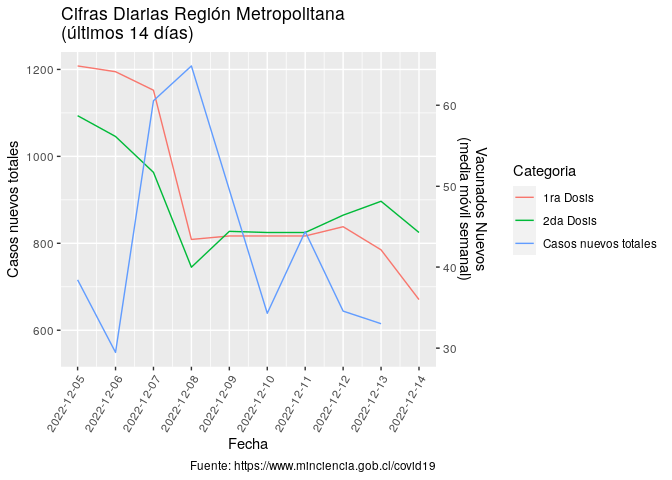 Cifras Diarias Región Metropolitana
(últimos 14 días)
Casos nuevos totales
1200
1000
800
600
60
50
40
30
Vacunados Nuevos
(media móvil semanal)
2022-12-05
2022-12-06
2022-12-07
2022-12-08
2022-12-09
2022-12-10
2022-12-11
2022-12-12
2022-12-13
2022-12-14
Fecha
Categoria
1ra Dosis
2da Dosis
Casos nuevos totales
Fuente: https://www.minciencia.gob.cl/covid19